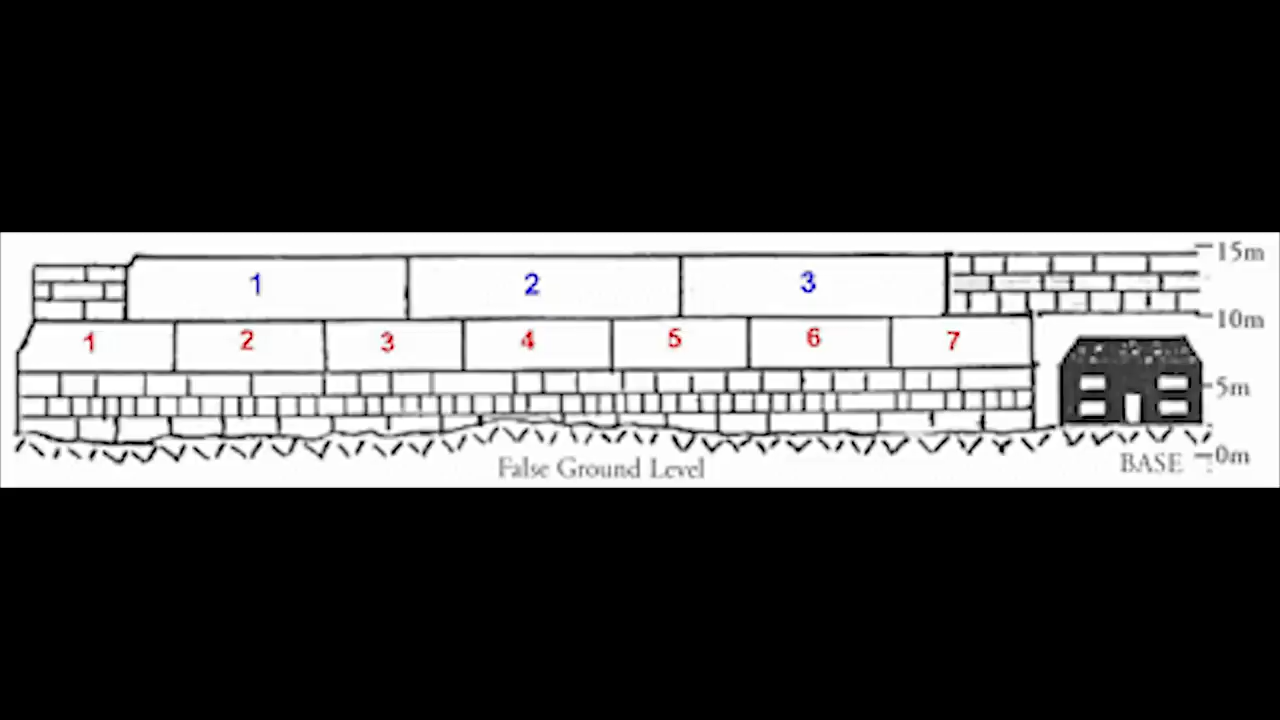 15m
1 2 3
10m
1 2 3 4 5 6 7
5m
False Ground Level
BASE
0m